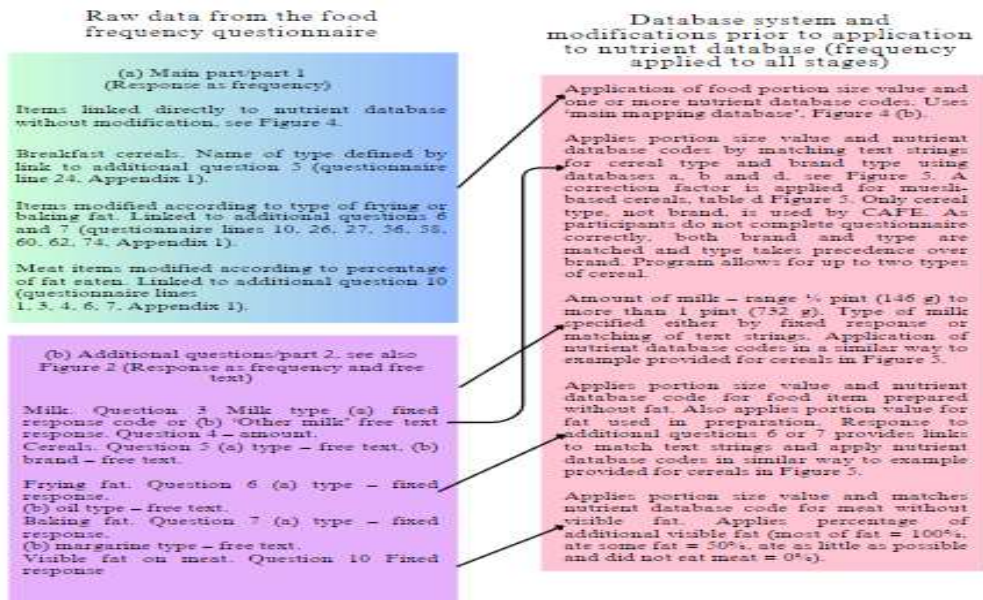 Raw data from the food
frequency questionnaire
(a) Main part/part 1
(Response as frequency)
Items linked directly to nutrient database
without modification, see Figure 4.
Breakfast cereals. Name of type defined by
link to additional question 5 (questionnaire
line 24, Appendix 1).
Items modified according to type of frying or
baking fat. Linked to additional questions 6
and 7 (questionnaire lines 10, 26, 27, 56, 58,
60, 62, 74, Appendix 1).
Meat items modified according to percentage
of fat eaten. Linked to additional question 10
(questionnaire lines
1, 3, 4, 6, 7, Appendix 1).
(b) Additional questions/part 2, see also
Figure 2 (Response as frequency and free
text)
Milk. Question 3 Milk type (a) fixed
response code or (b) 'Other milk' free text
response. Question 4 – amount.
Cereals. Question 5 (a) type – free text, (b)
brand – free text.
Frying fat. Question 6 (a) type – fixed
response.
(b) oil type – free text.
Baking fat. Question 7 (a) type – fixed
response.
(b) margarine type – free text.
Visible fat on meat. Question 10 Fixed
response
Database system and
modifications prior to application
to nutrient database (frequency
applied to all stages)
Application of food portion size value and
one or more nutrient database codes. Uses
'main mapping database', Figure 4 (b).
Applies portion size value and nutrient
database codes by matching text strings
for cereal type and brand type using
databases a, b and d, see Figure 5. A
correction factor is applied for muesli-
based cereals, table d Figure 5. Only cereal
type, not brand, is used by CAFE. As
participants do not complete questionnaire
correctly, both brand and type are
matched and type takes precedence over
brand. Program allows for up to two types
of cereal.
Amount of milk – range ¼ pint (146 g) to
more than 1 pint (732 g). Type of milk
specified either by fixed response or
matching of text strings. Application of
nutrient database codes in a similar way to
example provided for cereals in Figure 5.
Applies portion size value and nutrient
database code for food item prepared
without fat. Also applies portion value for
fat used in preparation. Response to
additional questions 6 or 7 provides links
to match text strings and apply nutrient
database codes in similar way to example
provided for cereals in Figure 5.
Applies portion size value and matches
nutrient database code for meat without
visible fat. Applies percentage of
additional visible fat (most of fat = 100%,
ate some fat = 50%, ate as little as possible
and did not eat meat = 0%).